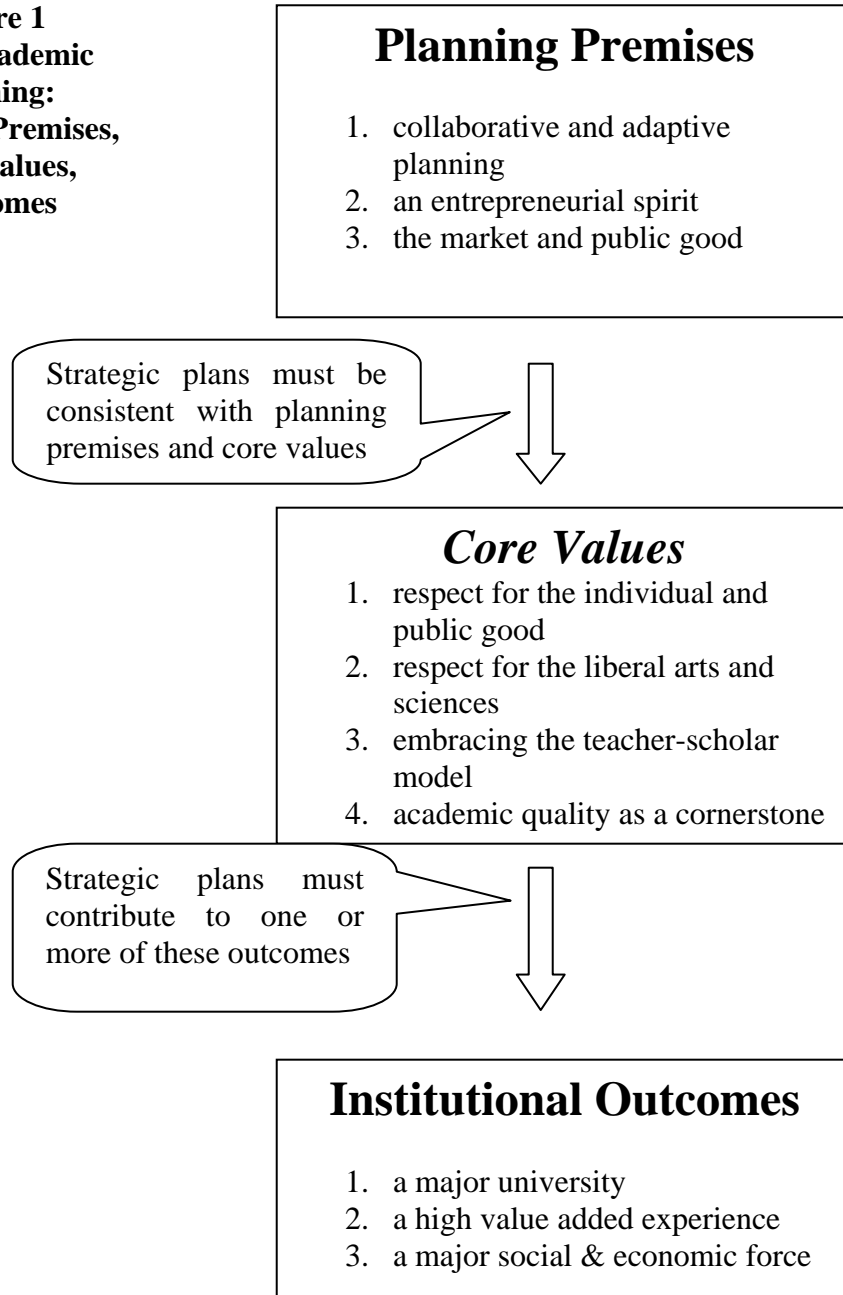 re 1
ademic
ning:
Premises,
alues,
omes
Planning Premises
1. collaborative and adaptive
planning
2. an entrepreneurial spirit
3. the market and public good
Strategic plans must be
consistent with planning
premises and core values
Core Values
1. respect for the individual and
public good
2. respect for the liberal arts and
sciences
3. embracing the teacher-scholar
model
4. academic quality as a cornerstone
Strategic plans must
contribute to one or
more of these outcomes
Institutional Outcomes
1. a major university
2. a high value added experience
3. a major social & economic force